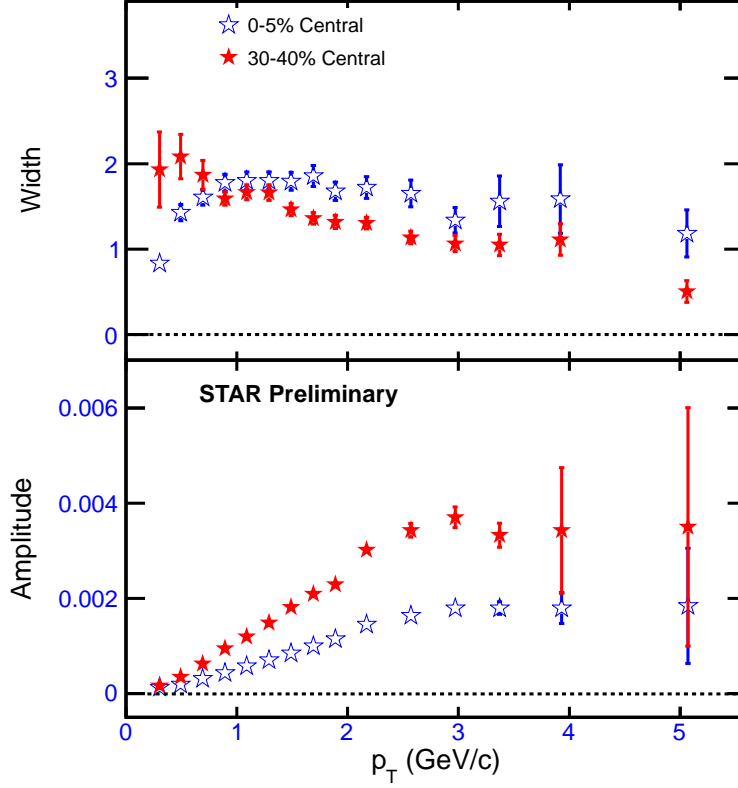 0-5% Central
30-40% Central
3
2
1
0
Width
STAR Preliminary
0.006
0.004
0.002
0
Amplitude
0 1 2 3 4 5
p_T (GeV/c)